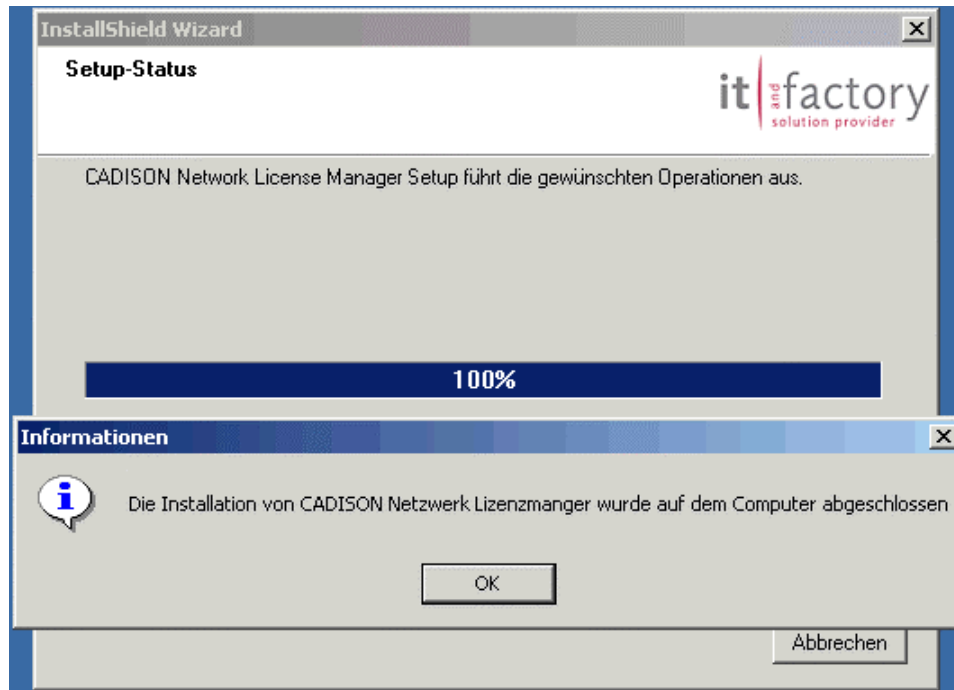 InstallShield Wizard
Setup-Status
it and factory
solution provider
CADISON Network License Manager Setup führt die gewünschten Operationen aus.
100%
Informationen
Die Installation von CADISON Netzwerk Lizenzmanger wurde auf dem Computer abgeschlossen
OK
Abbrechen